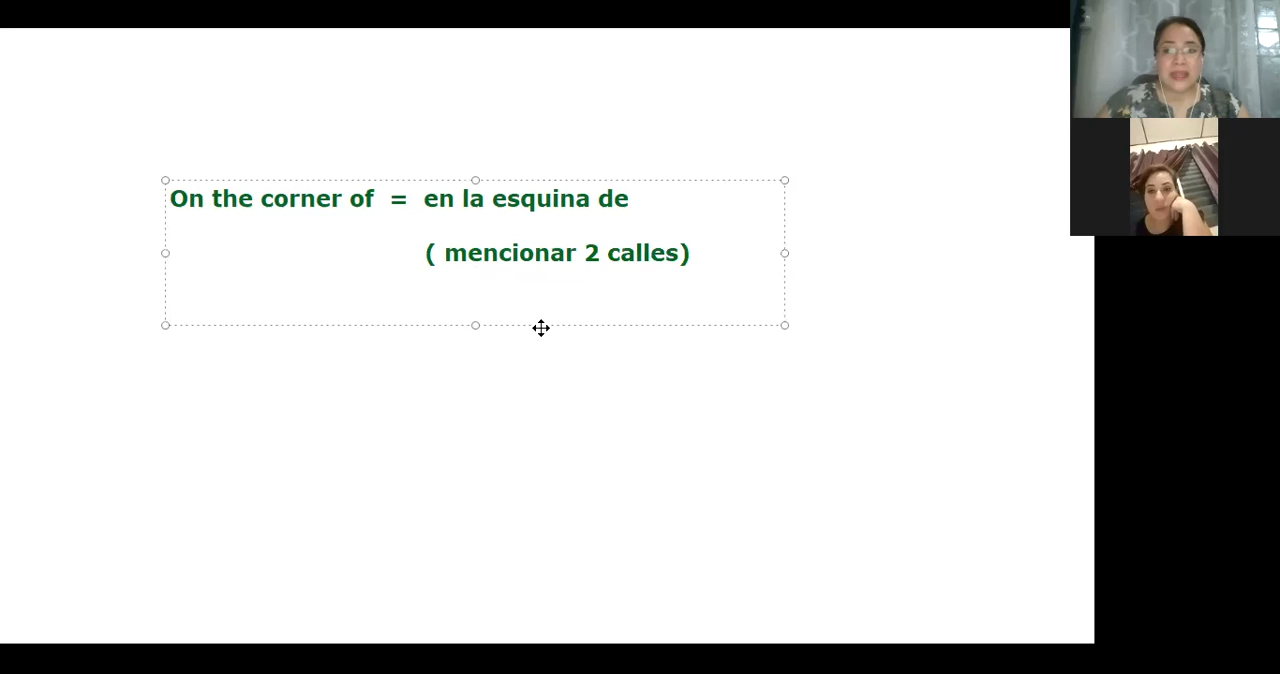 On the corner of = en la esquina de
( mencionar 2 calles)